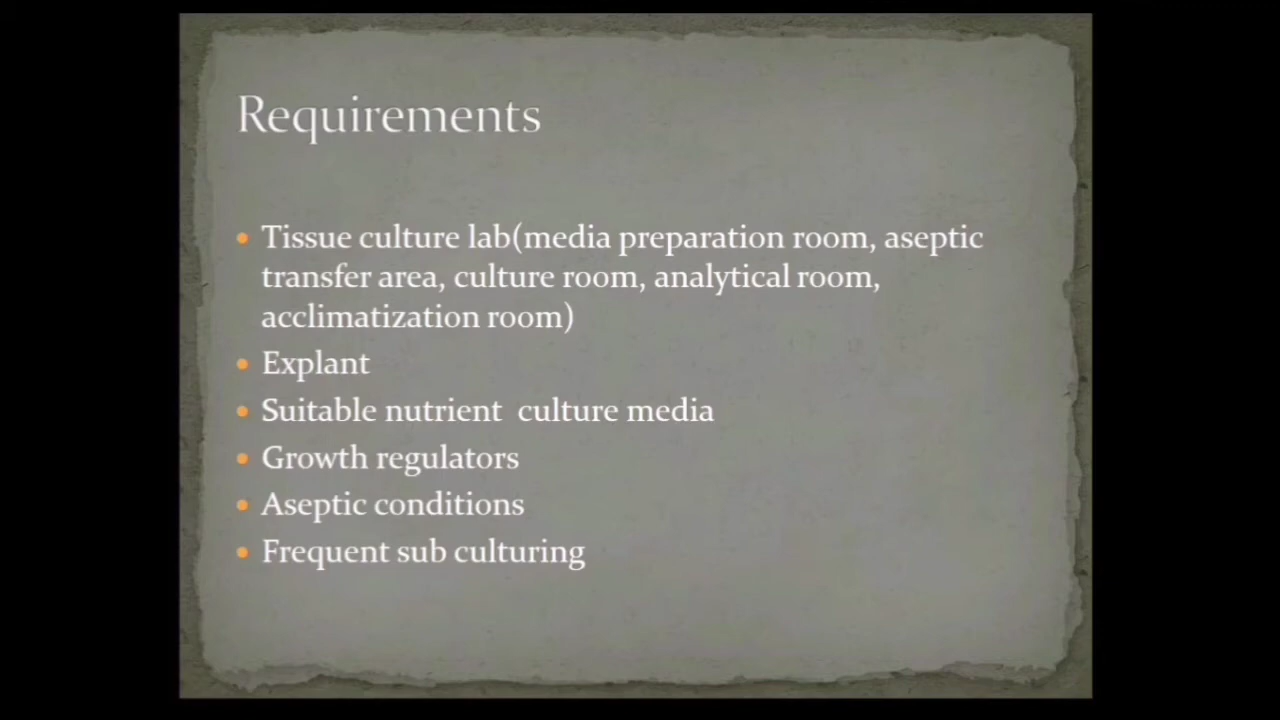 Requirements
• Tissue culture lab(media preparation room, aseptic
transfer area, culture room, analytical room,
acclimatization room)
• Explant
• Suitable nutrient  culture media
• Growth regulators
• Aseptic conditions
• Frequent sub culturing